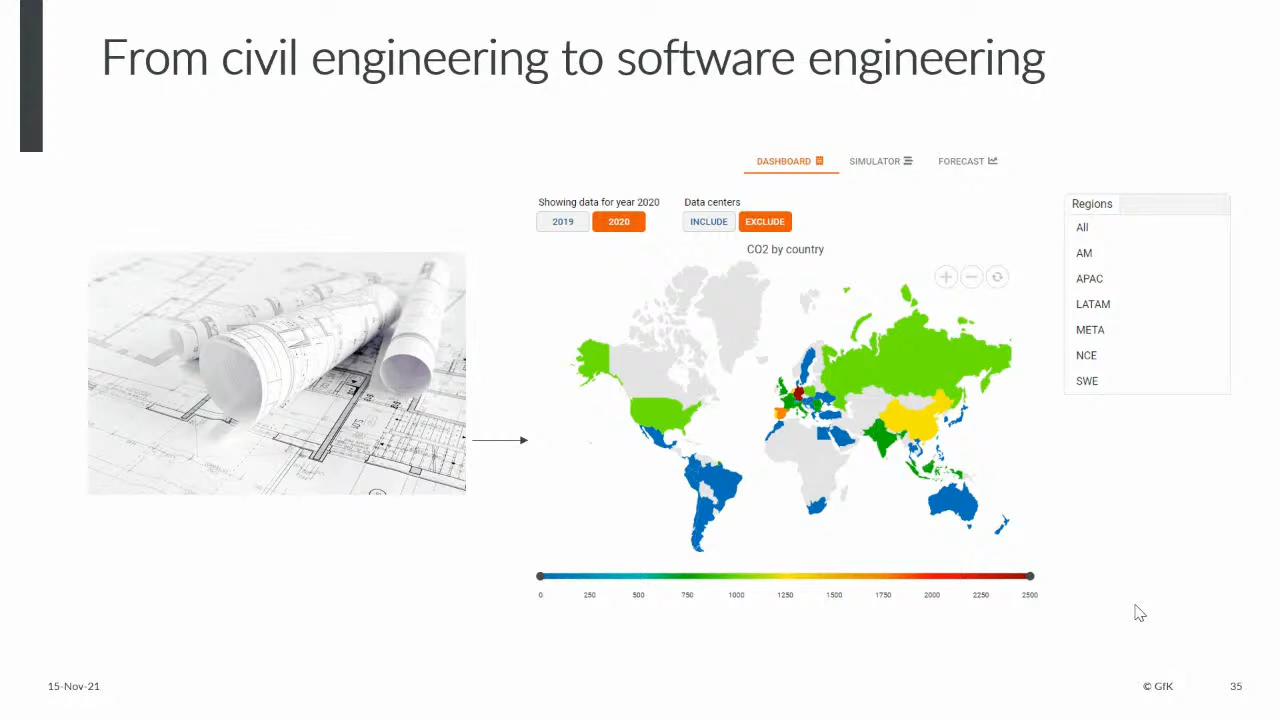 From civil engineering to software engineering
DASHBOARD
SIMULATOR
FORECAST
Showing data for year 2020
Data centers
2019
2020
INCLUDE
EXCLUDE
CO2 by country
Regions
All
AM
APAC
LATAM
META
NCE
SWE
0 250 500 750 1000 1250 1500 1750 2000 2250 2500
15-Nov-21
© GfK
35